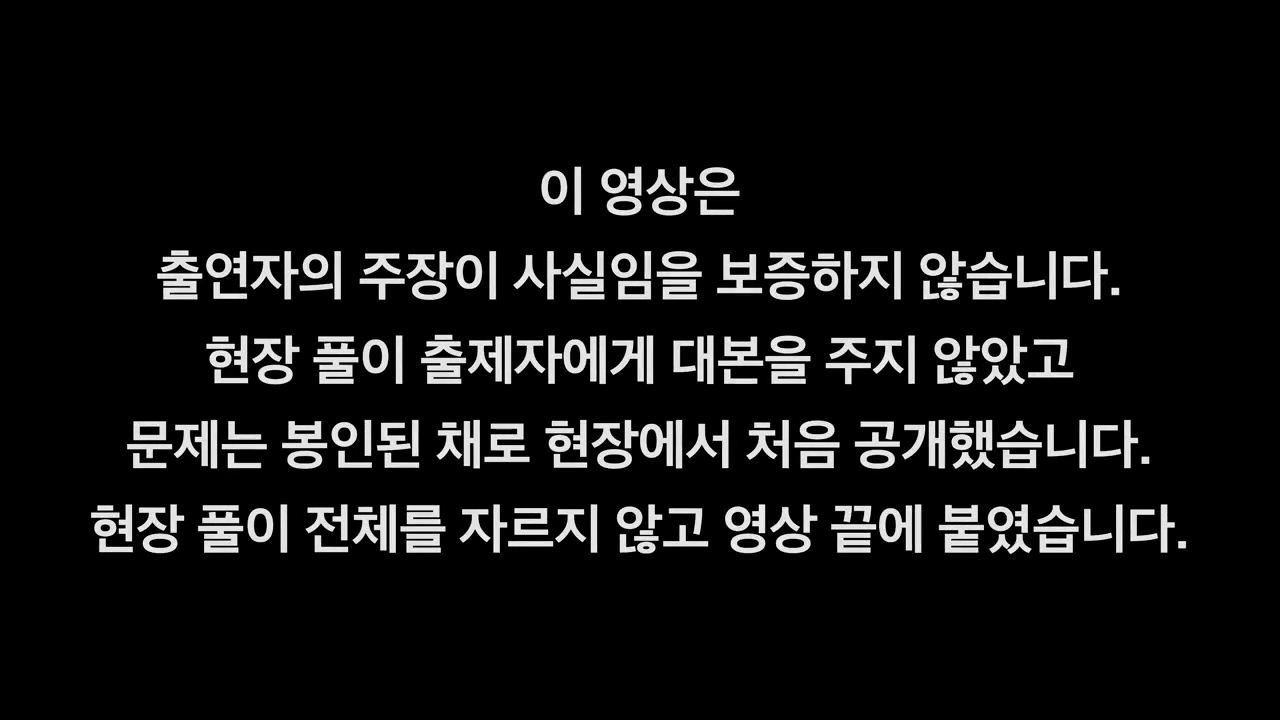 이 영상은
출연자의 주장이 사실임을 보증하지 않습니다.
현장 풀이 출제자에게 대본을 주지 않았고
문제는 봉인된 채로 현장에서 처음 공개했습니다.
현장 풀이 전체를 자르지 않고 영상 끝에 붙였습니다.